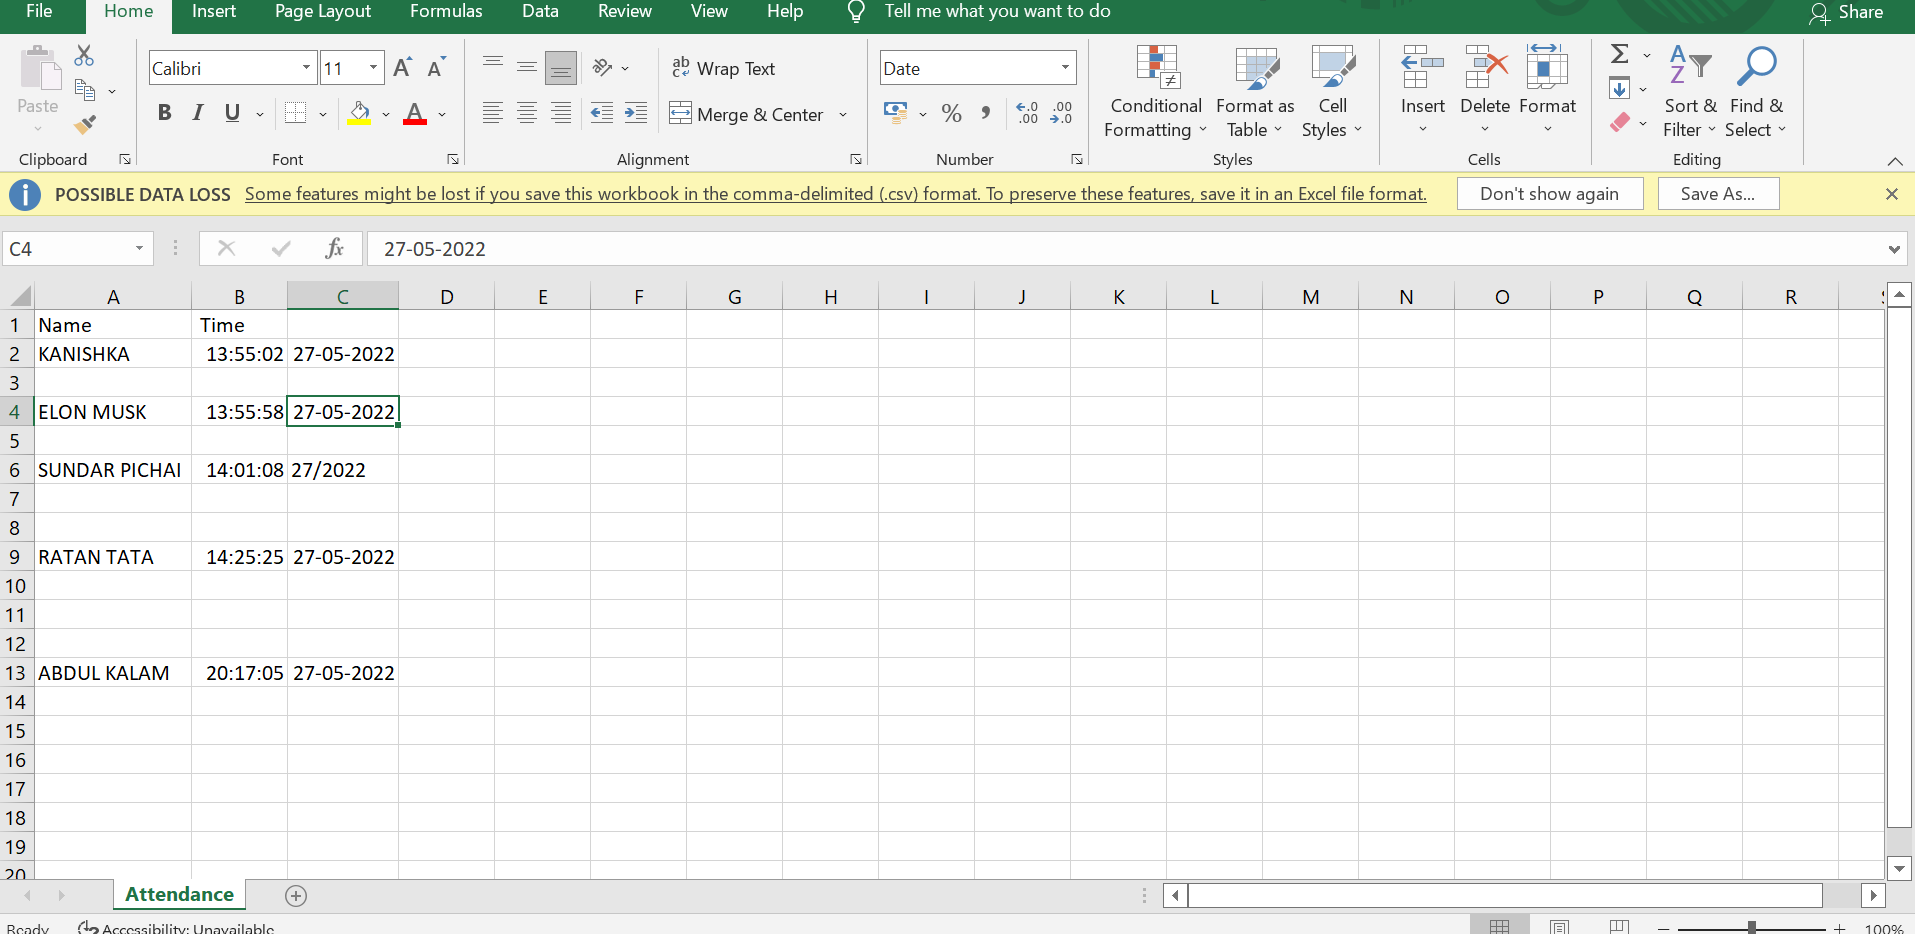 File Home Insert Page Layout Formulas Data Review View Help Tell me what you want to do Share
Calibri 11 ab Wrap Text Date
Paste B I U A Merge & Center % Conditional Formatting Format as Table Cell Styles Insert Delete Format Sort & Filter Find & Select
Clipboard Font Alignment Number Styles Cells Editing
POSSIBLE DATA LOSS Some features might be lost if you save this workbook in the comma-delimited (.csv) format. To preserve these features, save it in an Excel file format. Don't show again Save As...
C4 fx 27-05-2022
A B C D E F G H I J K L M N O P Q R
1 Name Time
2 KANISHKA 13:55:02 27-05-2022
3
4 ELON MUSK 13:55:58 27-05-2022
5
6 SUNDAR PICHAI 14:01:08 27/2022
7
8
9 RATAN TATA 14:25:25 27-05-2022
10
11
12
13 ABDUL KALAM 20:17:05 27-05-2022
14
15
16
17
18
19
20
Attendance
Ready Accessibility: Unavailable 100%